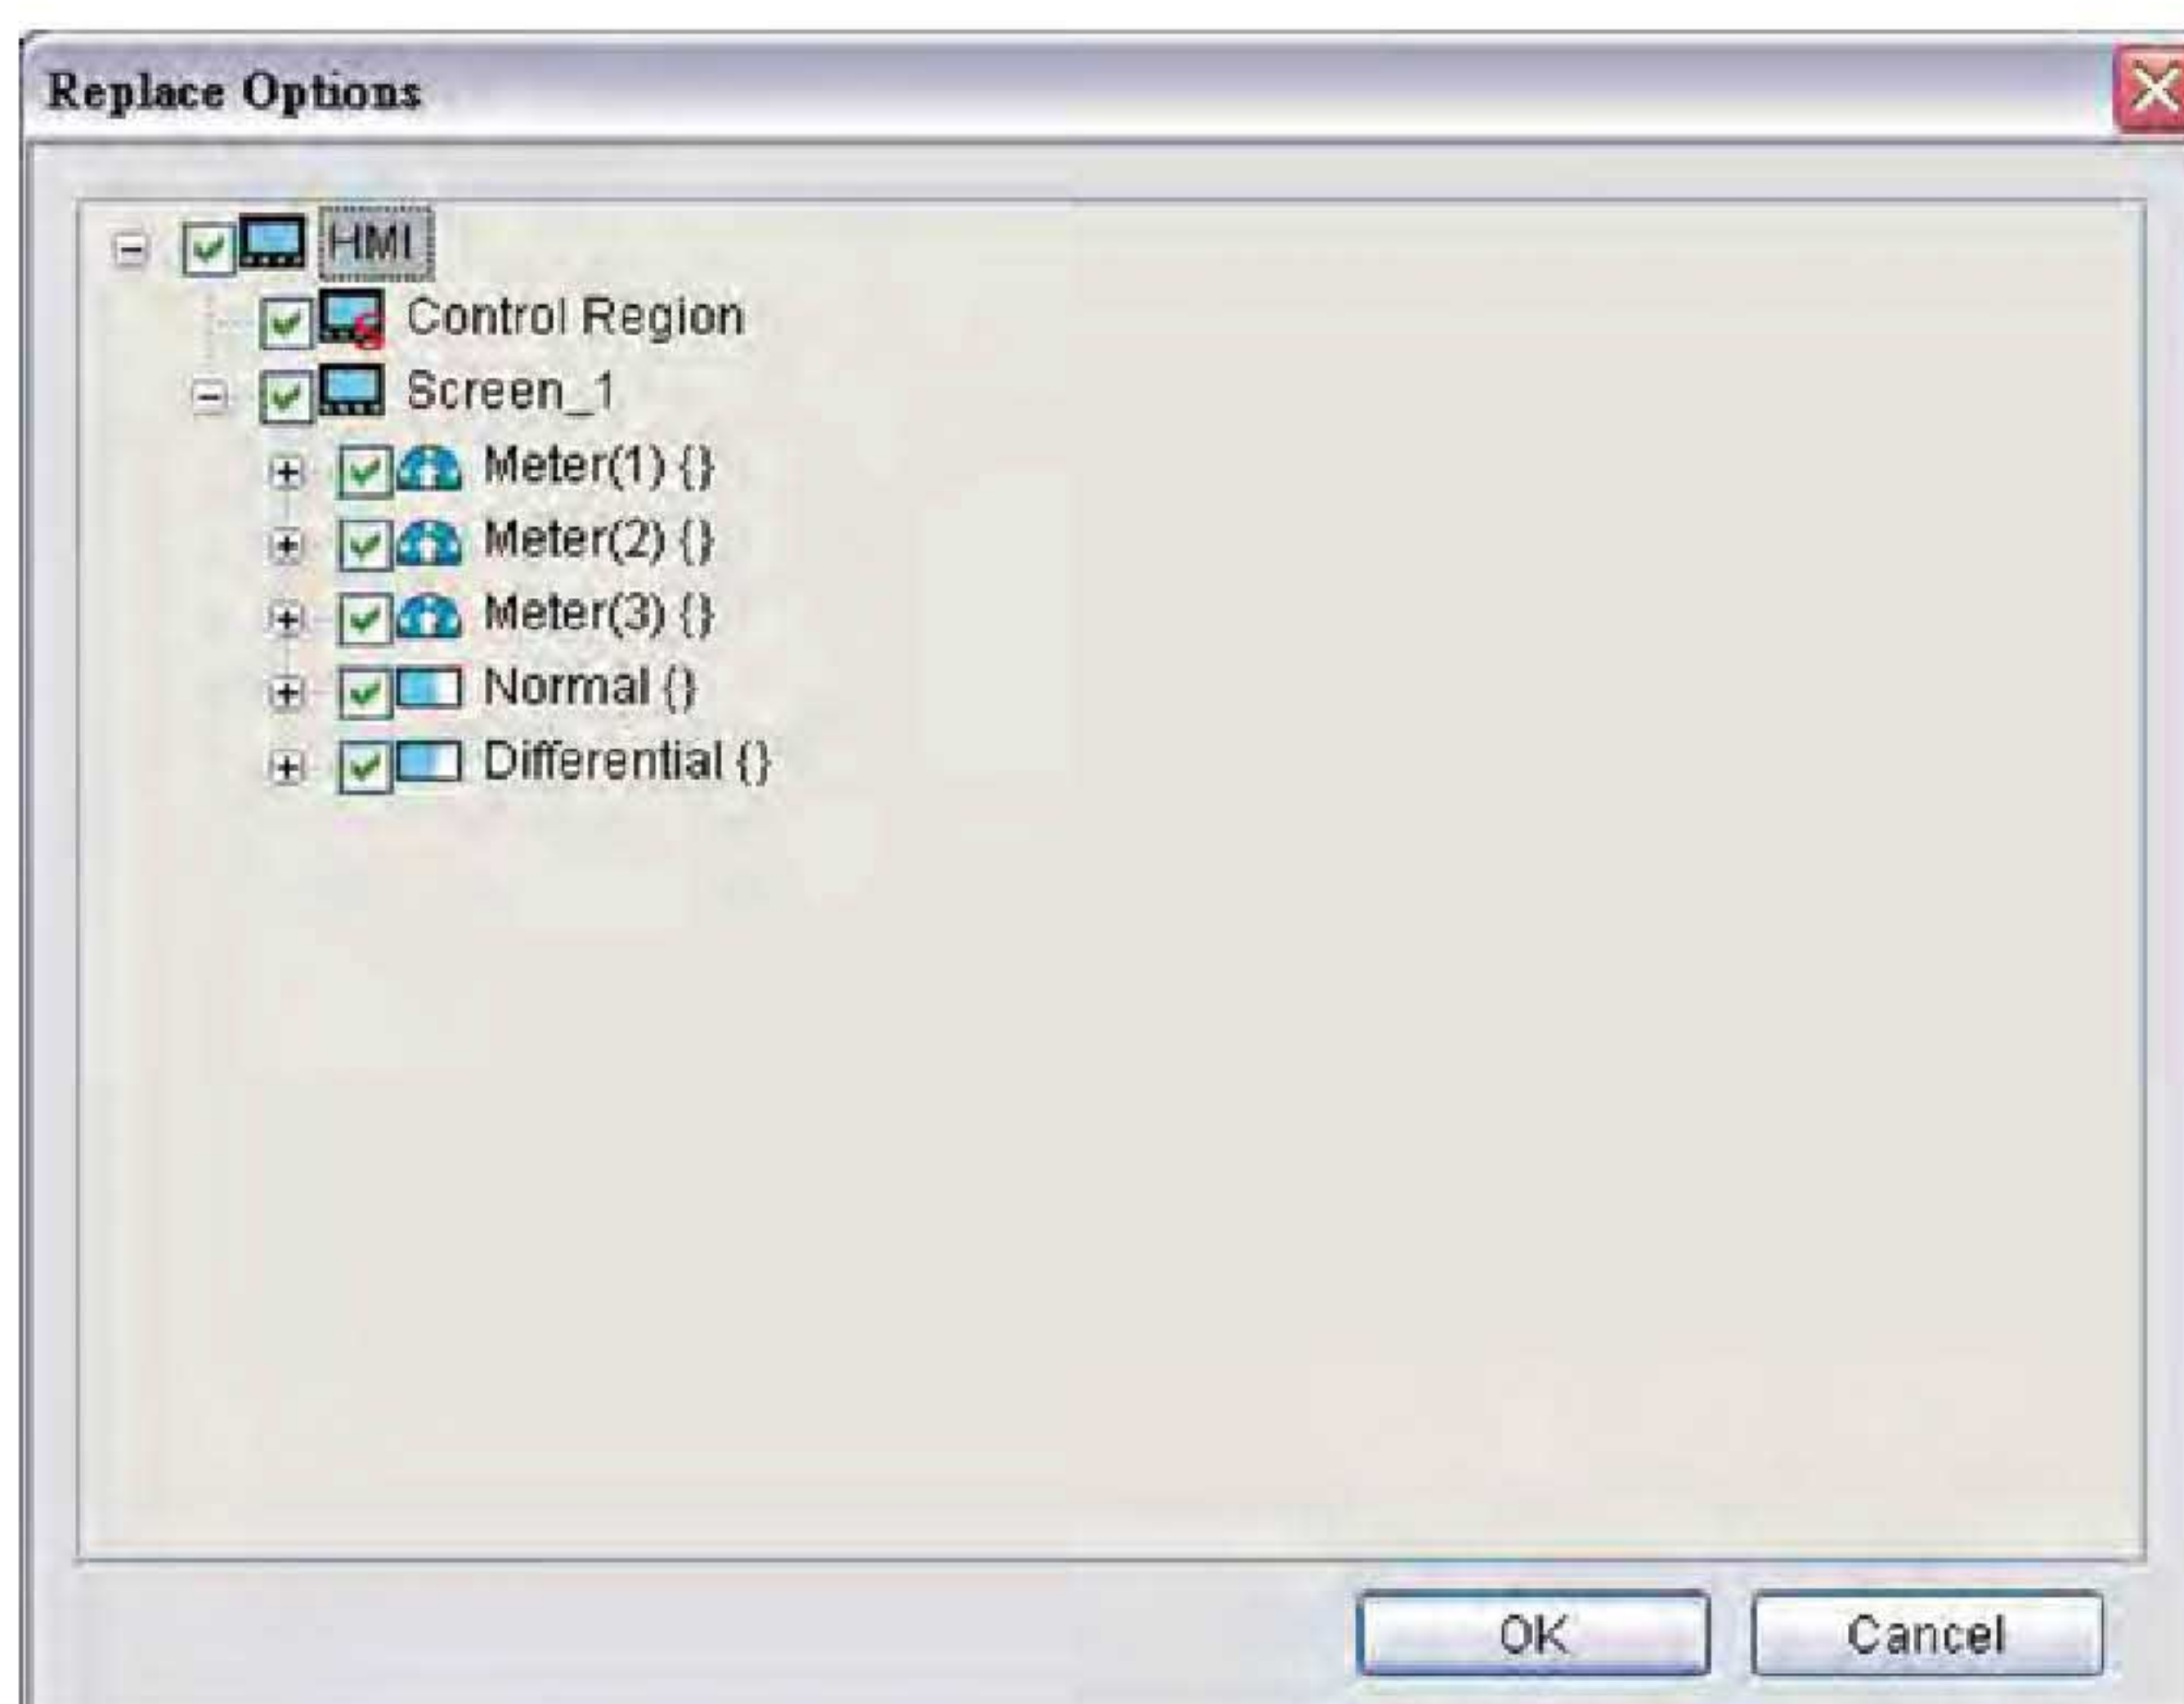 Replace Options
HMI
Control Region
Screen_1
Meter(1) {}
Meter(2) {}
Meter(3) {}
Normal {}
Differential {}
OK
Cancel